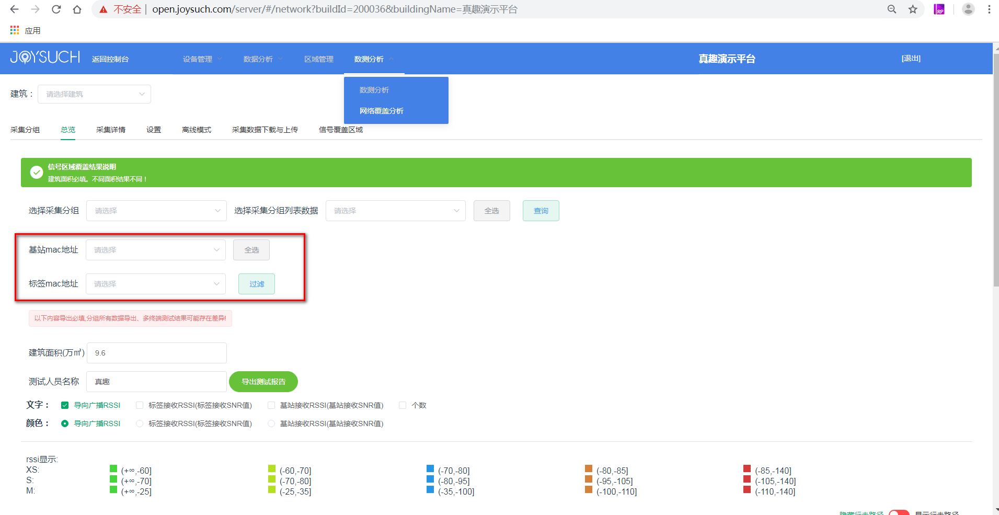 不安全 open.joysuch.com/server/#/network?buildId=200036&buildingName=真趣演示平台
RP
应用
JOYSUCH 返回控制台 设备管理 数据分析 区域管理 数测分析 真趣演示平台 [退出]
数测分析
网络覆盖分析
建筑： 请选择建筑
采集分组 总览 采集详情 设置 离线模式 采集数据下载与上传 信号覆盖区域
信号区域覆盖结果说明
建筑面积必填。不同面积结果不同！
选择采集分组 请选择 选择采集分组列表数据 请选择 全选 查询
基站mac地址 请选择 全选
标签mac地址 请选择 过滤
以下内容导出必填,分组所有数据导出、多终端测试结果可能存在差异!
建筑面积(万㎡) 9.6
测试人员名称 真趣 导出测试报告
文字： 导向广播RSSI 标签接收RSSI(标签接收SNR值) 基站接收RSSI(基站接收SNR值) 个数
颜色： 导向广播RSSI 标签接收RSSI(标签接收SNR值) 基站接收RSSI(基站接收SNR值)
rssi显示:
XS: (+∞,-60] (-60,-70] (-70,-80] (-80,-85] (-85,-140]
S: (+∞,-70] (-70,-80] (-80,-95] (-95,-105] (-105,-140]
M: (+∞,-25] (-25,-35] (-35,-100] (-100,-110] (-110,-140]
隐藏行走路径 显示行走路径